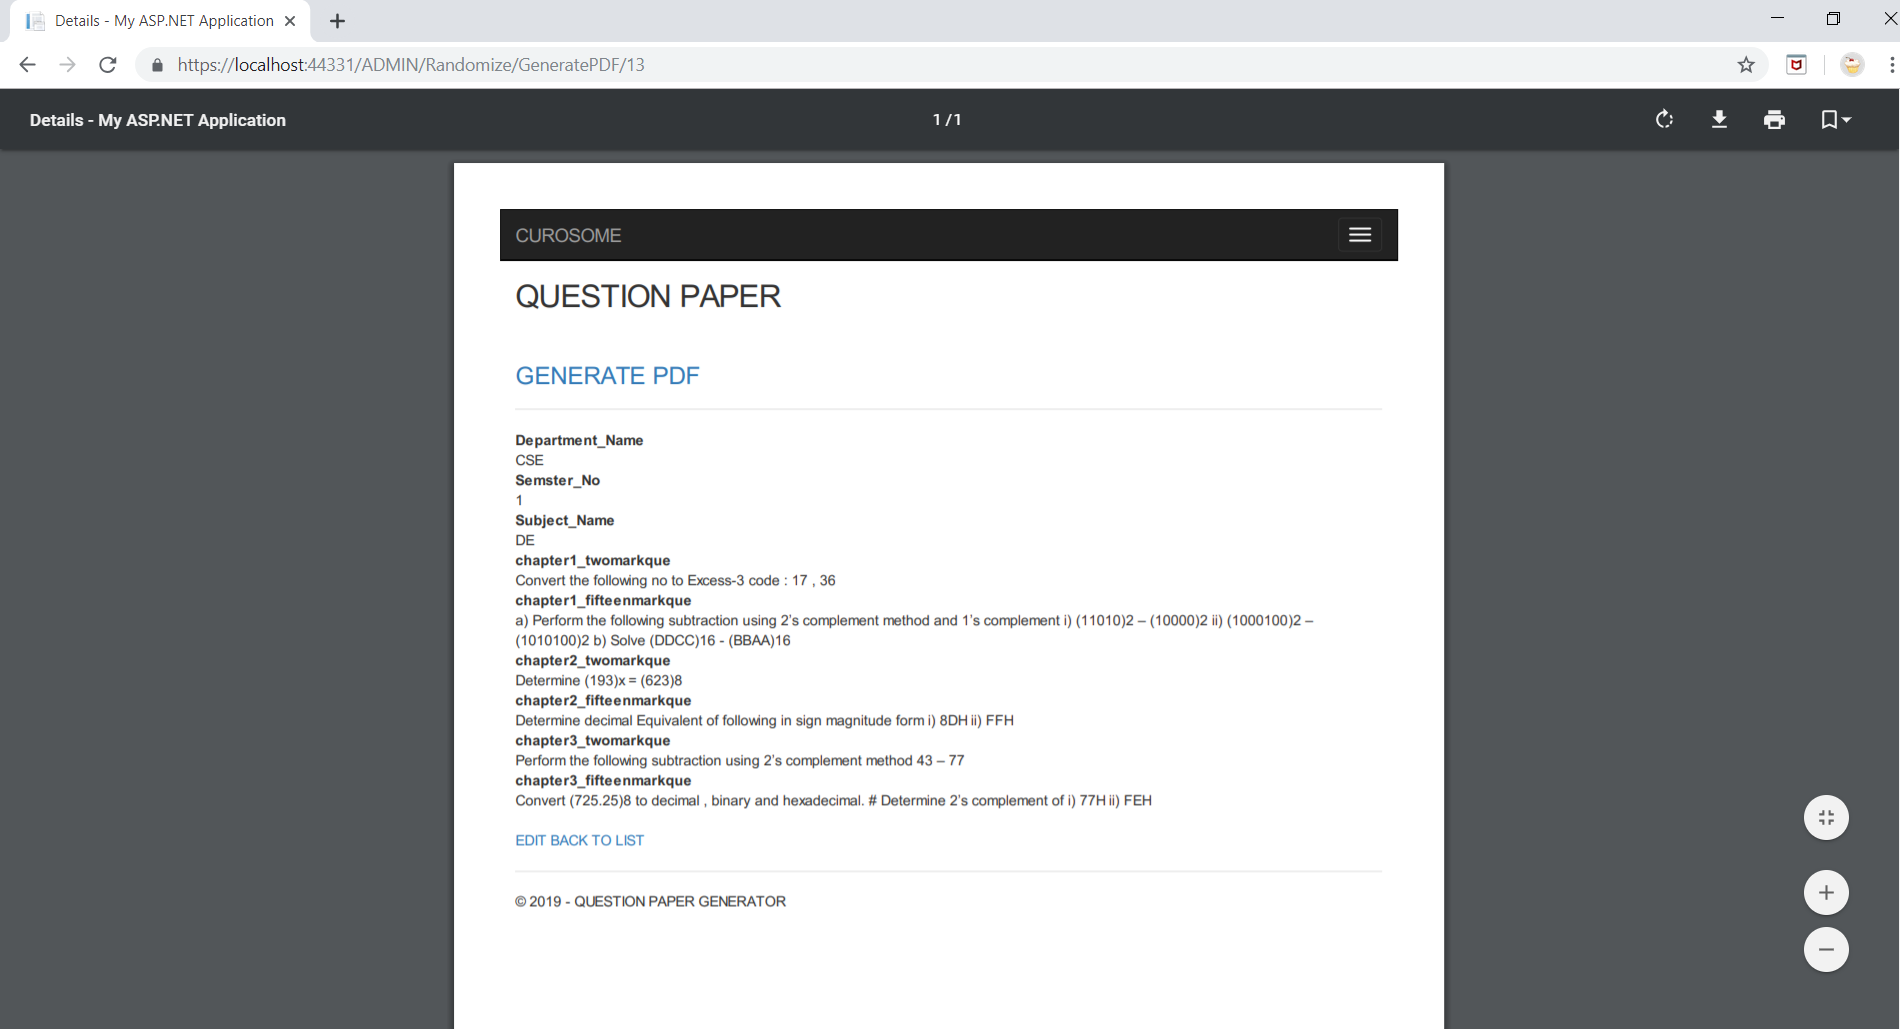 Details - My ASP.NET Application
https://localhost:44331/ADMIN/Randomize/GeneratePDF/13
Details - My ASP.NET Application 1 / 1
CUROSOME
QUESTION PAPER
GENERATE PDF
Department_Name
CSE
Semster_No
1
Subject_Name
DE
chapter1_twomarkque
Convert the following no to Excess-3 code : 17 , 36
chapter1_fifteenmarkque
a) Perform the following subtraction using 2’s complement method and 1’s complement i) (11010)2 – (10000)2 ii) (1000100)2 –
(1010100)2 b) Solve (DDCC)16 - (BBAA)16
chapter2_twomarkque
Determine (193)x = (623)8
chapter2_fifteenmarkque
Determine decimal Equivalent of following in sign magnitude form i) 8DH ii) FFH
chapter3_twomarkque
Perform the following subtraction using 2’s complement method 43 – 77
chapter3_fifteenmarkque
Convert (725.25)8 to decimal , binary and hexadecimal. # Determine 2’s complement of i) 77H ii) FEH
EDIT BACK TO LIST
© 2019 - QUESTION PAPER GENERATOR